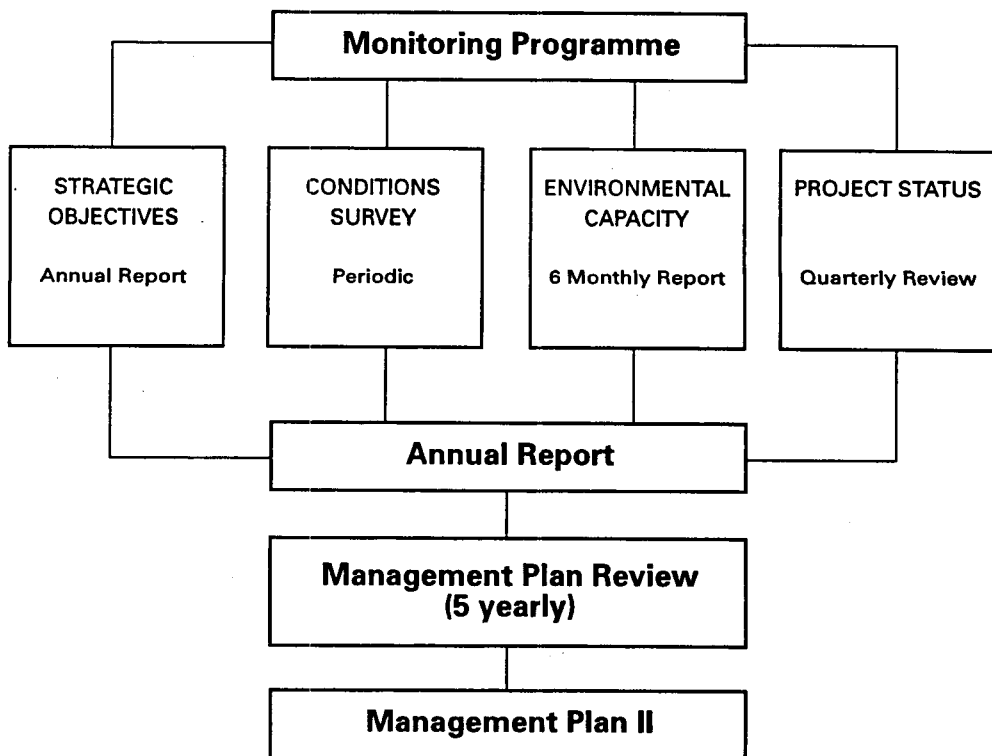 Monitoring Programme
STRATEGIC
OBJECTIVES
Annual Report
CONDITIONS
SURVEY
Periodic
ENVIRONMENTAL
CAPACITY
6 Monthly Report
PROJECT STATUS
Quarterly Review
Annual Report
Management Plan Review
(5 yearly)
Management Plan II